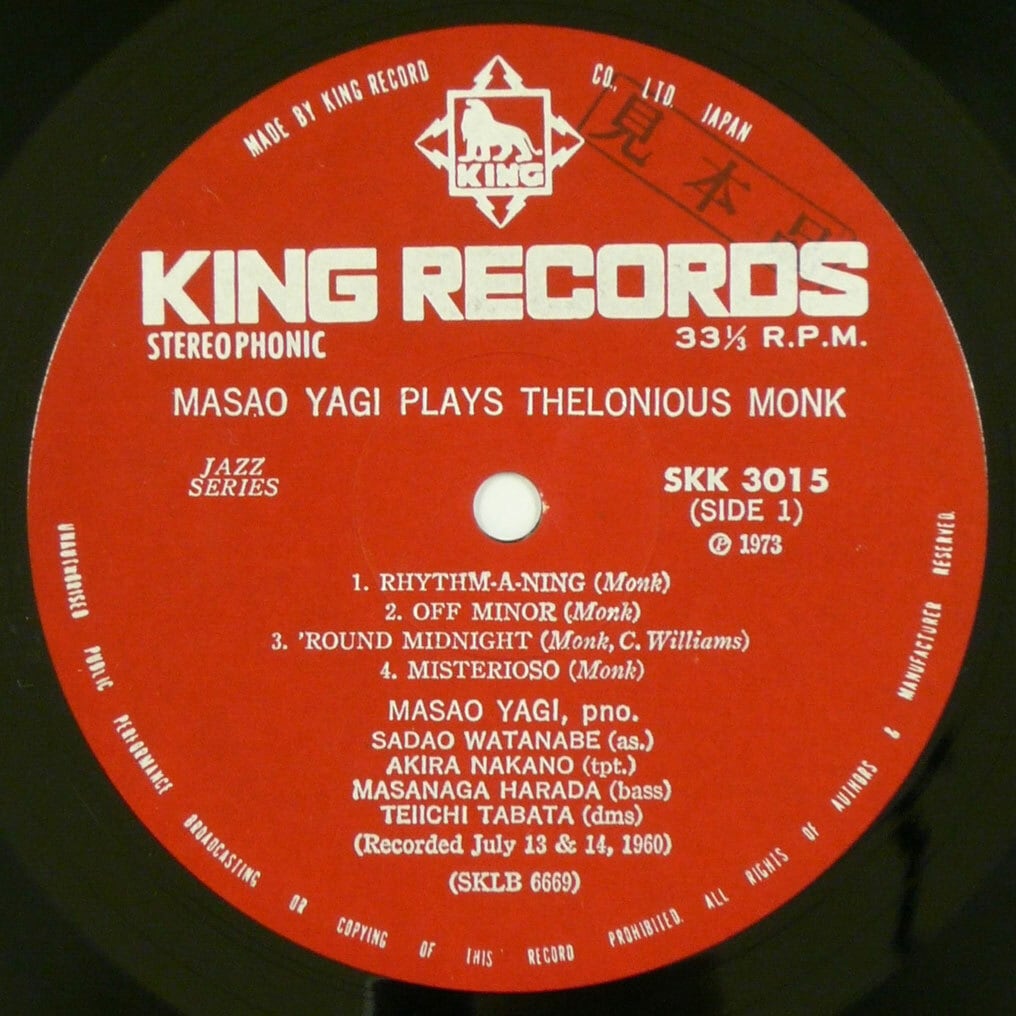 MADE BY KING RECORD CO., LTD. JAPAN
見本品
KING
KING RECORDS
STEREOPHONIC
33⅓ R.P.M.
MASAO YAGI PLAYS THELONIOUS MONK
JAZZ
SERIES
SKK 3015
(SIDE 1)
Ⓟ 1973
1. RHYTHM-A-NING (Monk)
2. OFF MINOR (Monk)
3. 'ROUND MIDNIGHT (Monk, C. Williams)
4. MISTERIOSO (Monk)
MASAO YAGI, pno.
SADAO WATANABE (as.)
AKIRA NAKANO (tpt.)
MASANAGA HARADA (bass)
TEIICHI TABATA (dms)
(Recorded July 13 & 14, 1960)
(SKLB 6669)
UNAUTHORISED PUBLIC PERFORMANCE BROADCASTING OR COPYING OF THIS RECORD PROHIBITED. ALL RIGHTS OF AUTHORS & MANUFACTURER RESERVED.